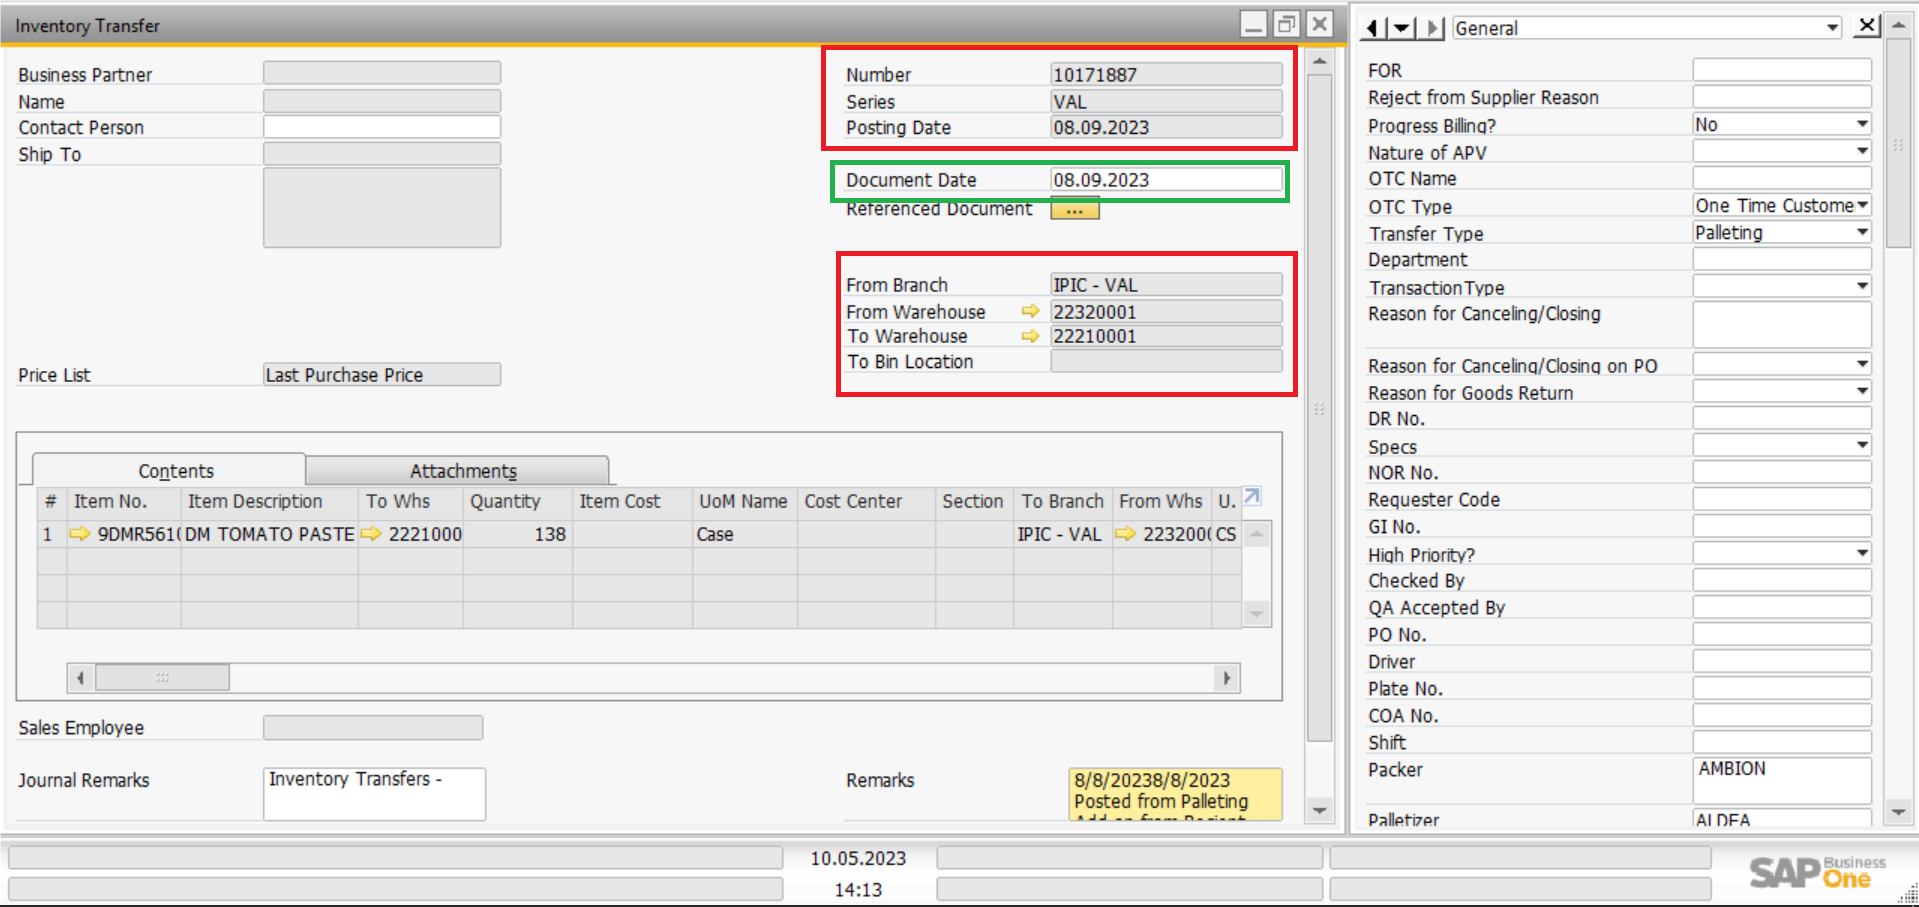 Inventory Transfer
Business Partner
Name
Contact Person
Ship To
Price List Last Purchase Price
Number 10171887
Series VAL
Posting Date 08.09.2023
Document Date 08.09.2023
Referenced Document ...
From Branch IPIC - VAL
From Warehouse 22320001
To Warehouse 22210001
To Bin Location
Contents Attachments
# Item No. Item Description To Whs Quantity Item Cost UoM Name Cost Center Section To Branch From Whs U.
1 9DMR561 DM TOMATO PASTE 2221000 138 Case IPIC - VAL 2232000 CS
Sales Employee
Journal Remarks Inventory Transfers -
Remarks 8/8/20238/8/2023
Posted from Palleting
Add-on from Regient
General
FOR
Reject from Supplier Reason
Progress Billing? No
Nature of APV
OTC Name
OTC Type One Time Custome
Transfer Type Palleting
Department
TransactionType
Reason for Canceling/Closing
Reason for Canceling/Closing on PO
Reason for Goods Return
DR No.
Specs
NOR No.
Requester Code
GI No.
High Priority?
Checked By
QA Accepted By
PO No.
Driver
Plate No.
COA No.
Shift
Packer AMBION
Palletizer ALDEA
10.05.2023
14:13
SAP Business One